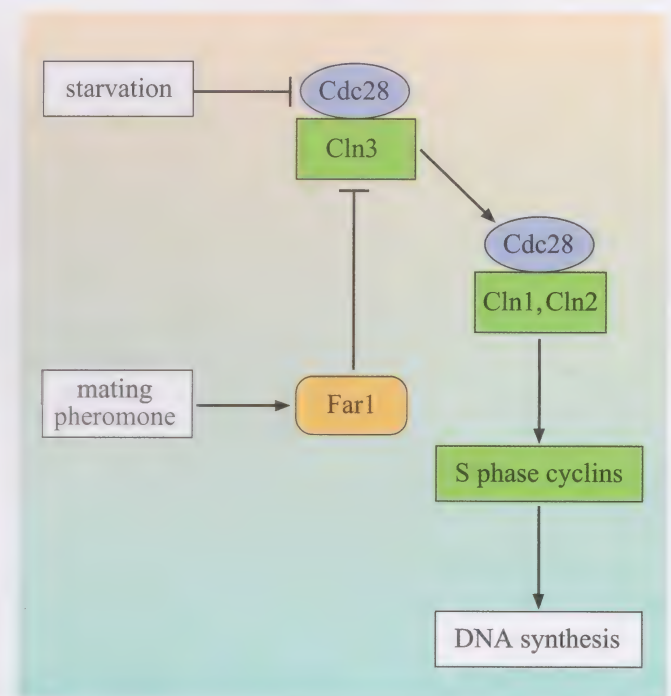 starvation
Cdc28
Cln3
Cdc28
Cln1, Cln2
mating
pheromone
Far1
S phase cyclins
DNA synthesis